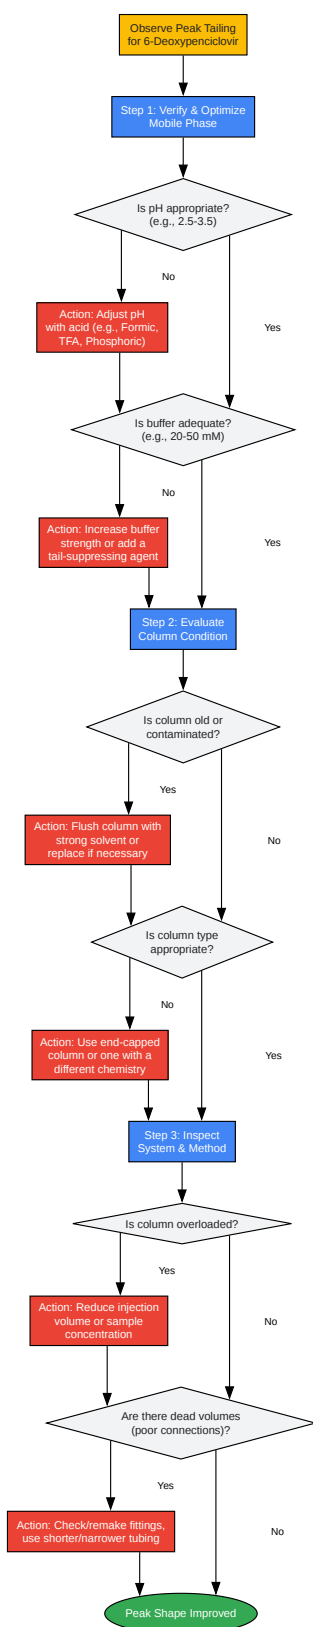 Observe Peak Tailing
for 6-Deoxypenciclovir
Step 1: Verify & Optimize
Mobile Phase
Is pH appropriate?
(e.g., 2.5-3.5)
No
Action: Adjust pH
with acid (e.g., Formic,
TFA, Phosphoric)
Yes
Is buffer adequate?
(e.g., 20-50 mM)
No
Action: Increase buffer
strength or add a
tail-suppressing agent
Yes
Step 2: Evaluate
Column Condition
Is column old or
contaminated?
Yes
Action: Flush column with
strong solvent or
replace if necessary
No
Is column type
appropriate?
No
Action: Use end-capped
column or one with a
different chemistry
Yes
Step 3: Inspect
System & Method
Is column overloaded?
Yes
Action: Reduce injection
volume or sample
concentration
No
Are there dead volumes
(poor connections)?
Yes
Action: Check/remake fittings,
use shorter/narrower tubing
No
Peak Shape Improved